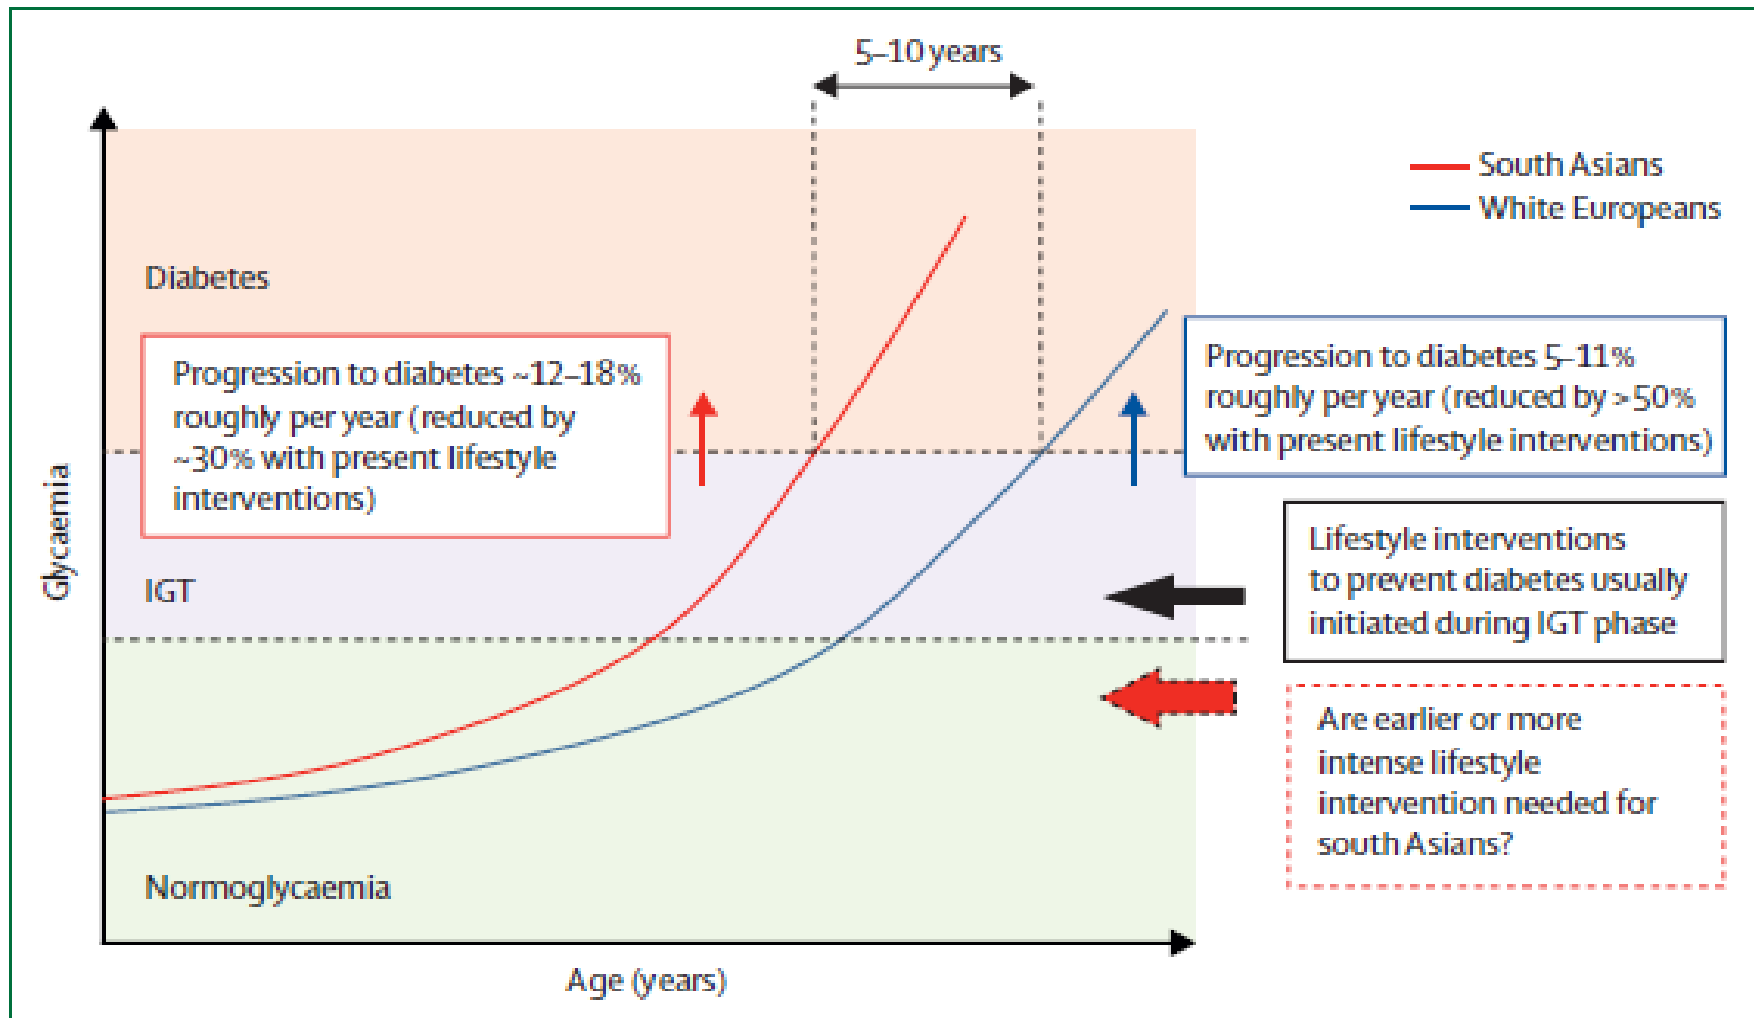 5–10 years
South Asians
White Europeans
Diabetes
Progression to diabetes ~12–18%
roughly per year (reduced by
~30% with present lifestyle
interventions)
Progression to diabetes 5–11%
roughly per year (reduced by >50%
with present lifestyle interventions)
Glycaemia
IGT
Lifestyle interventions
to prevent diabetes usually
initiated during IGT phase
Are earlier or more
intense lifestyle
intervention needed for
south Asians?
Normoglycaemia
Age (years)